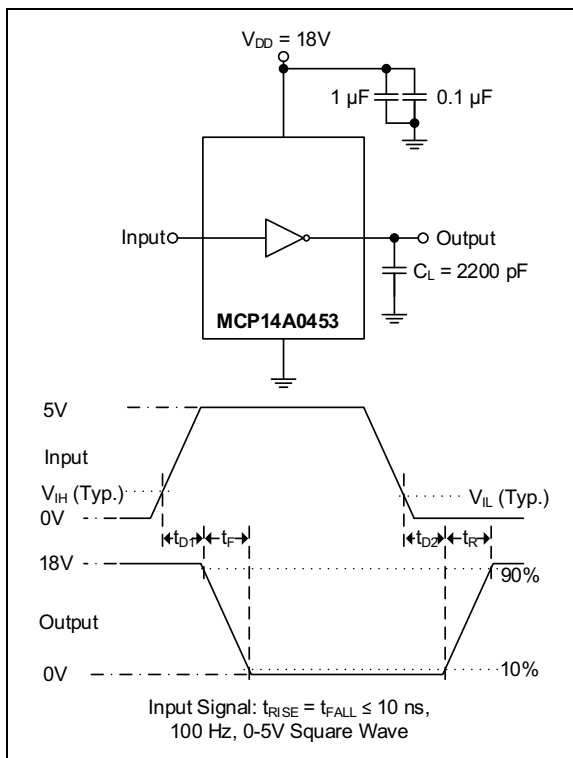 V_DD = 18V
1 µF 0.1 µF
Input Output
C_L = 2200 pF
MCP14A0453
5V
Input
V_IH (Typ.) V_IL (Typ.)
0V
t_D1 t_F t_D2 t_R
18V 90%
Output
0V 10%
Input Signal: t_RISE = t_FALL ≤ 10 ns,
100 Hz, 0-5V Square Wave